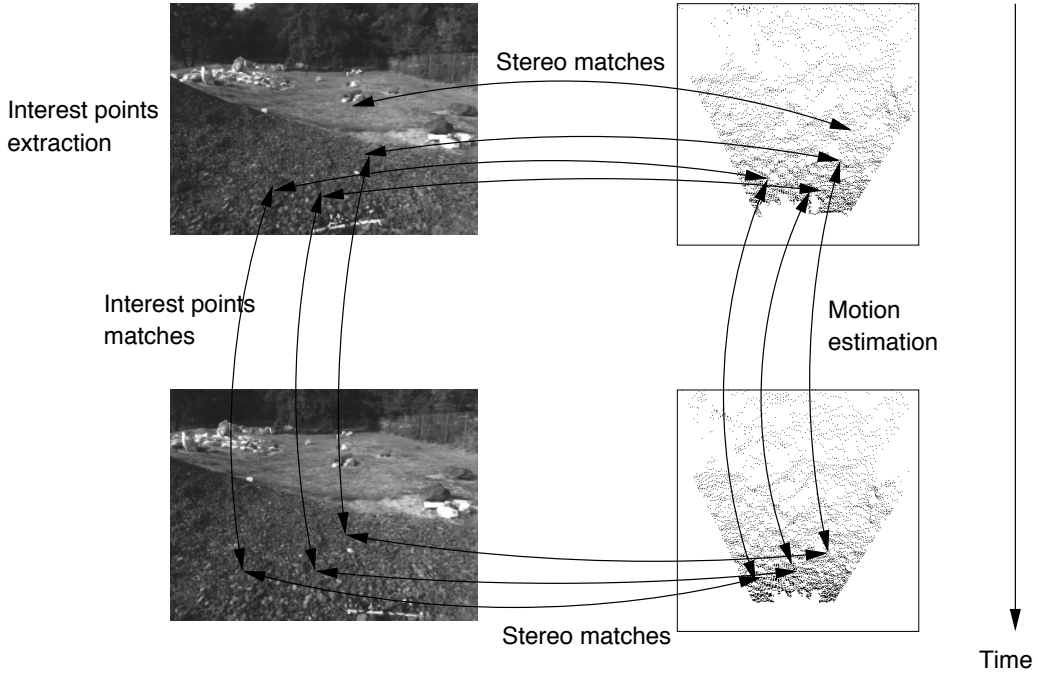 Stereo matches
Interest points
extraction
Interest points
matches
Motion
estimation
Stereo matches
Time